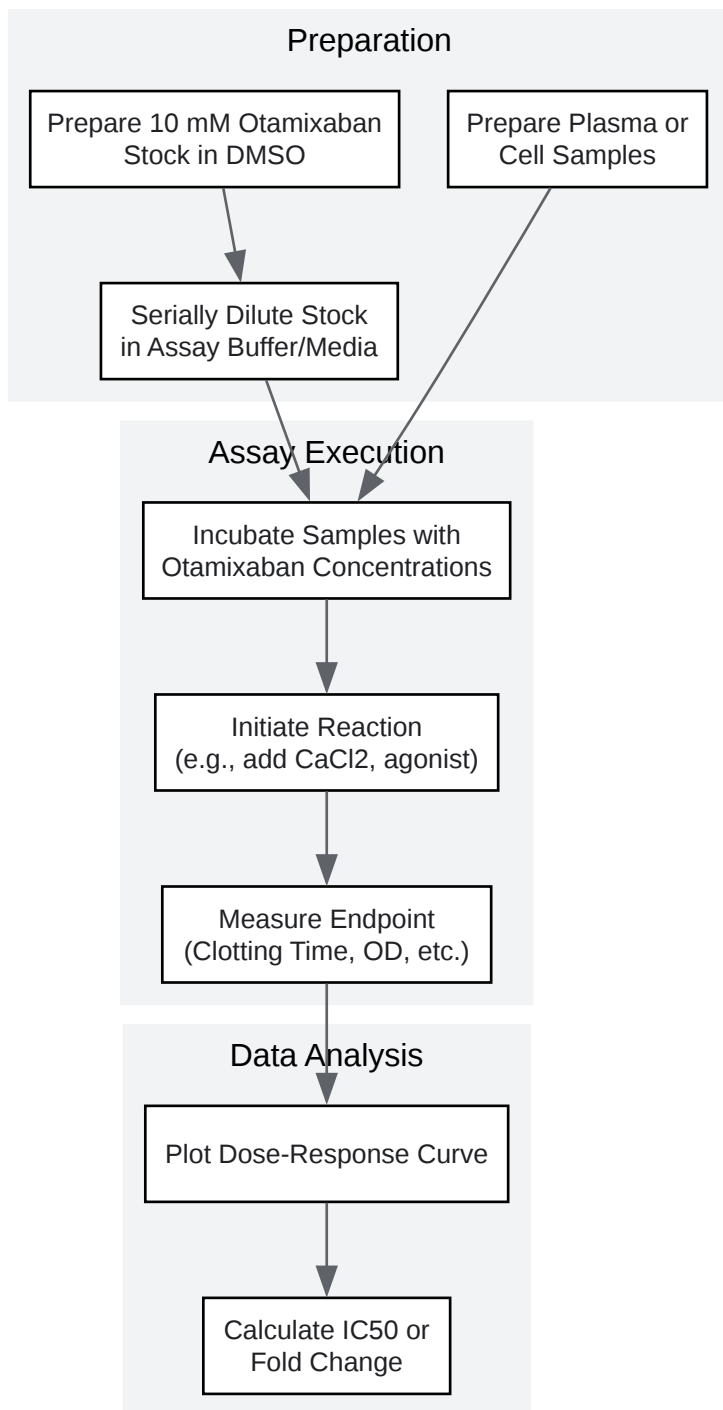 Preparation
Prepare 10 mM Otamixaban
Stock in DMSO
Prepare Plasma or
Cell Samples
Serially Dilute Stock
in Assay Buffer/Media
Assay Execution
Incubate Samples with
Otamixaban Concentrations
Initiate Reaction
(e.g., add CaCl2, agonist)
Measure Endpoint
(Clotting Time, OD, etc.)
Data Analysis
Plot Dose-Response Curve
Calculate IC50 or
Fold Change